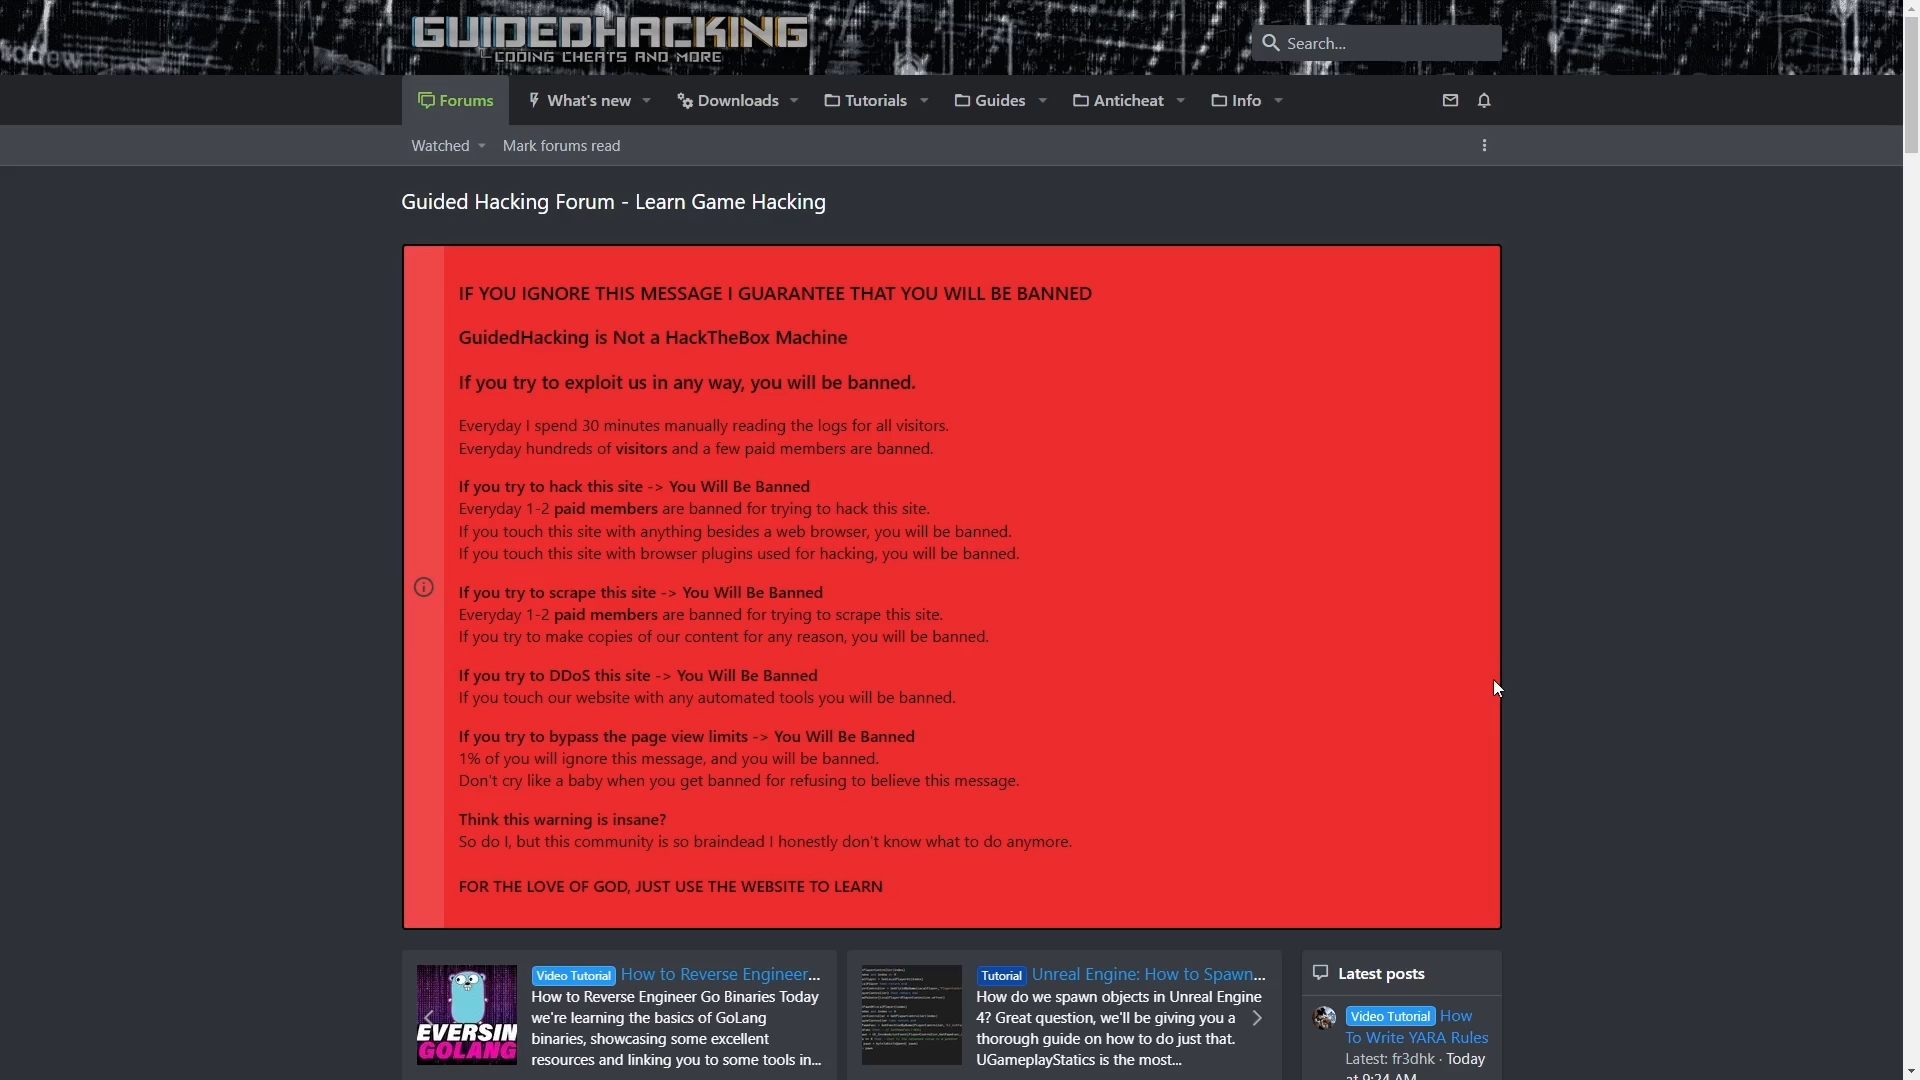 GUIDEDHACKING
CODING CHEATS AND MORE
Search...
Forums
What's new
Downloads
Tutorials
Guides
Anticheat
Info
Watched
Mark forums read
Guided Hacking Forum - Learn Game Hacking
IF YOU IGNORE THIS MESSAGE I GUARANTEE THAT YOU WILL BE BANNED
GuidedHacking is Not a HackTheBox Machine
If you try to exploit us in any way, you will be banned.
Everyday I spend 30 minutes manually reading the logs for all visitors.
Everyday hundreds of visitors and a few paid members are banned.
If you try to hack this site -> You Will Be Banned
Everyday 1-2 paid members are banned for trying to hack this site.
If you touch this site with anything besides a web browser, you will be banned.
If you touch this site with browser plugins used for hacking, you will be banned.
If you try to scrape this site -> You Will Be Banned
Everyday 1-2 paid members are banned for trying to scrape this site.
If you try to make copies of our content for any reason, you will be banned.
If you try to DDoS this site -> You Will Be Banned
If you touch our website with any automated tools you will be banned.
If you try to bypass the page view limits -> You Will Be Banned
1% of you will ignore this message, and you will be banned.
Don't cry like a baby when you get banned for refusing to believe this message.
Think this warning is insane?
So do I, but this community is so braindead I honestly don't know what to do anymore.
FOR THE LOVE OF GOD, JUST USE THE WEBSITE TO LEARN
EVERSIN
GOLANG
Video Tutorial How to Reverse Engineer...
How to Reverse Engineer Go Binaries Today
we're learning the basics of GoLang
binaries, showcasing some excellent
resources and linking you to some tools in...
Tutorial Unreal Engine: How to Spawn...
How do we spawn objects in Unreal Engine
4? Great question, we'll be giving you a
thorough guide on how to do just that.
UGameplayStatics is the most...
Latest posts
Video Tutorial How
To Write YARA Rules
Latest: fr3dhk · Today
at 9:24 AM